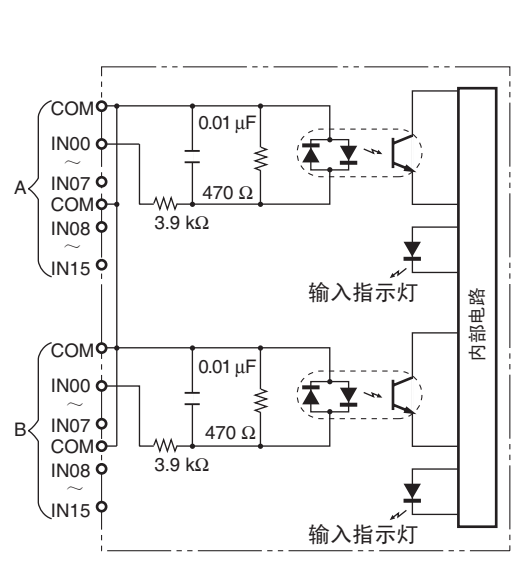 COM
0.01 μF
IN00
~
A
IN07
470 Ω
COM
3.9 kΩ
IN08
~
IN15
输入指示灯
内部电路
COM
0.01 μF
IN00
~
B
IN07
470 Ω
COM
3.9 kΩ
IN08
~
IN15
输入指示灯